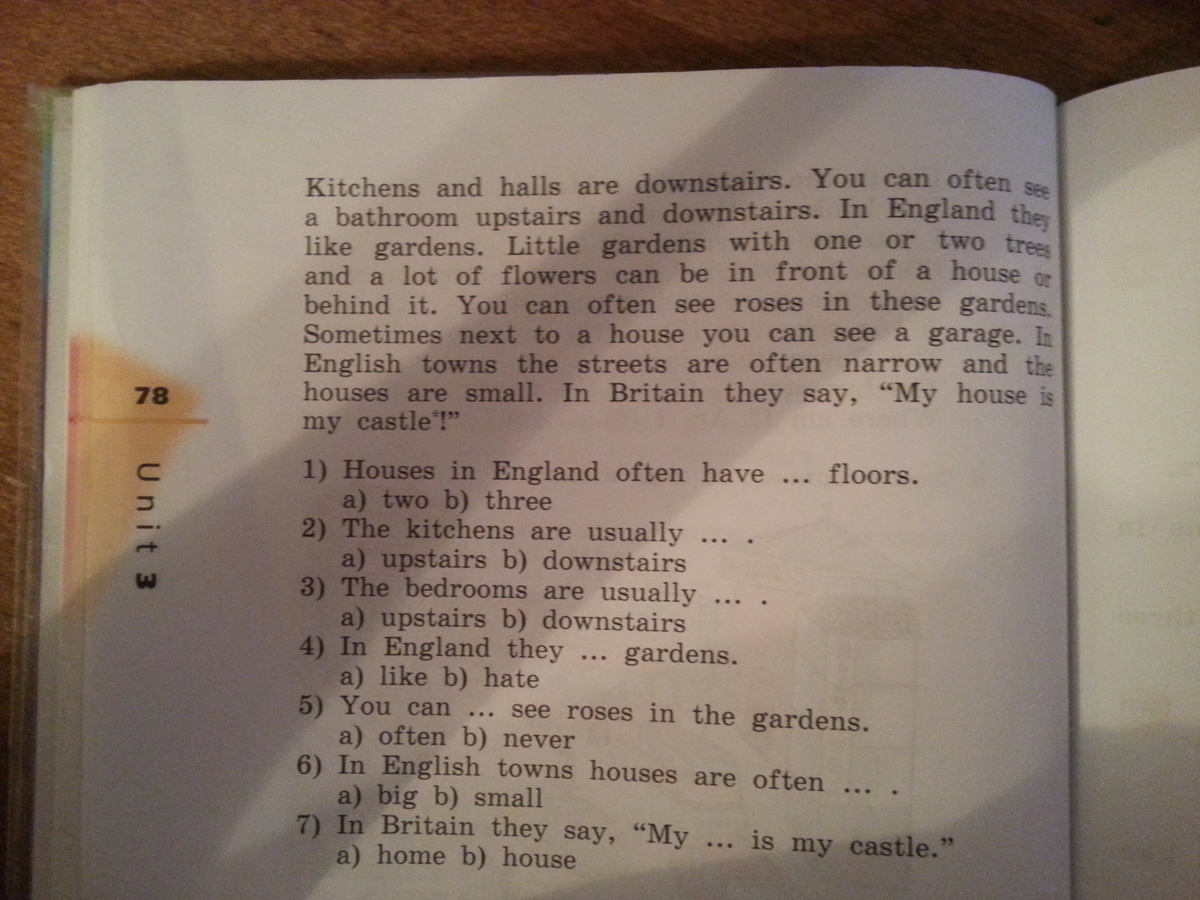 Kitchens and halls are downstairs. You can often see
a bathroom upstairs and downstairs. In England they
like gardens. Little gardens with one or two trees
and a lot of flowers can be in front of a house or
behind it. You can often see roses in these gardens.
Sometimes next to a house you can see a garage. In
English towns the streets are often narrow and the
houses are small. In Britain they say, “My house is
my castle*!”
1) Houses in England often have ... floors.
a) two b) three
2) The kitchens are usually ... .
a) upstairs b) downstairs
3) The bedrooms are usually ... .
a) upstairs b) downstairs
4) In England they ... gardens.
a) like b) hate
5) You can ... see roses in the gardens.
a) often b) never
6) In English towns houses are often ... .
a) big b) small
7) In Britain they say, “My ... is my castle.”
a) home b) house
78
Unit 3